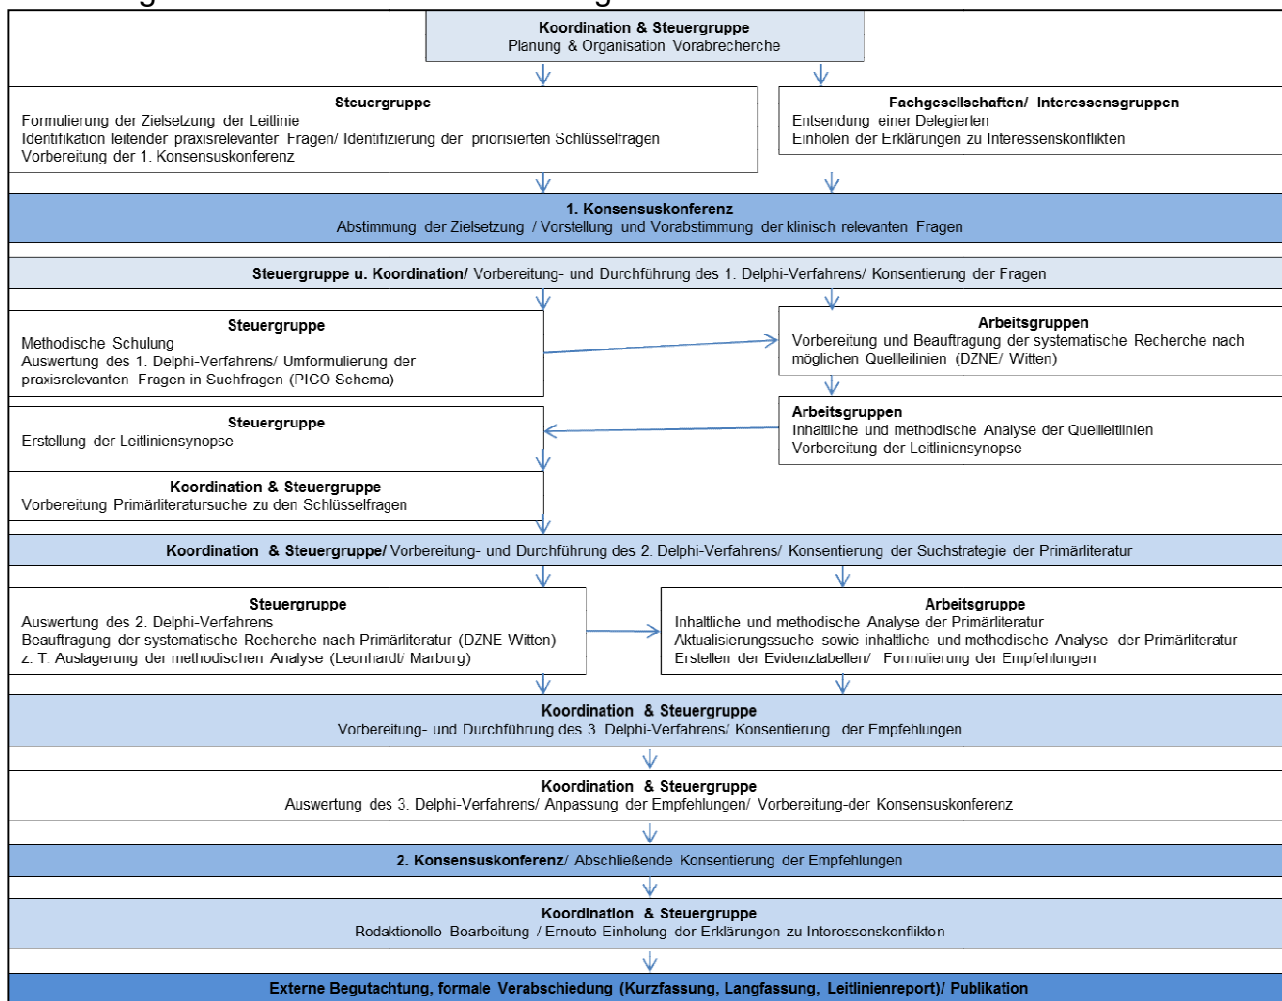 Koordination & Steuergruppe
Planung & Organisation Vorabrecherche
Steuergruppe
Formulierung der Zielsetzung der Leitlinie
Identifikation leitender praxisrelevanter Fragen/ Identifizierung der priorisierten Schlüsselfragen
Vorbereitung der 1. Konsensuskonferenz
Fachgesellschaften/ Interessensgruppen
Entsendung einer Delegierten
Einholen der Erklärungen zu Interessenskonflikten
1. Konsensuskonferenz
Abstimmung der Zielsetzung / Vorstellung und Vorabstimmung der klinisch relevanten Fragen
Steuergruppe u. Koordination/ Vorbereitung- und Durchführung des 1. Delphi-Verfahrens/ Konsentierung der Fragen
Steuergruppe
Methodische Schulung
Auswertung des 1. Delphi-Verfahrens/ Umformulierung der
praxisrelevanten Fragen in Suchfragen (PICO Schema)
Arbeitsgruppen
Vorbereitung und Beauftragung der systematische Recherche nach
möglichen Quellleilinien (DZNE/ Witten)
Steuergruppe
Erstellung der Leitliniensynopse
Arbeitsgruppen
Inhaltliche und methodische Analyse der Quellleitlinien
Vorbereitung der Leitliniensynopse
Koordination & Steuergruppe
Vorbereitung Primärliteratursuche zu den Schlüsselfragen
Koordination & Steuergruppe/ Vorbereitung- und Durchführung des 2. Delphi-Verfahrens/ Konsentierung der Suchstrategie der Primärliteratur
Steuergruppe
Auswertung des 2. Delphi-Verfahrens
Beauftragung der systematische Recherche nach Primärliteratur (DZNE Witten)
z. T. Auslagerung der methodischen Analyse (Leonhardt/ Marburg)
Arbeitsgruppe
Inhaltliche und methodische Analyse der Primärliteratur
Aktualisierungssuche sowie inhaltliche und methodische Analyse der Primärliteratur
Erstellen der Evidenztabellen/ Formulierung der Empfehlungen
Koordination & Steuergruppe
Vorbereitung- und Durchführung des 3. Delphi-Verfahrens/ Konsentierung der Empfehlungen
Koordination & Steuergruppe
Auswertung des 3. Delphi-Verfahrens/ Anpassung der Empfehlungen/ Vorbereitung-der Konsensuskonferenz
2. Konsensuskonferenz/ Abschließende Konsentierung der Empfehlungen
Koordination & Steuergruppe
Redaktionelle Bearbeitung / Erneute Einholung der Erklärungen zu Interessenskonflikten
Externe Begutachtung, formale Verabschiedung (Kurzfassung, Langfassung, Leitlinienreport)/ Publikation